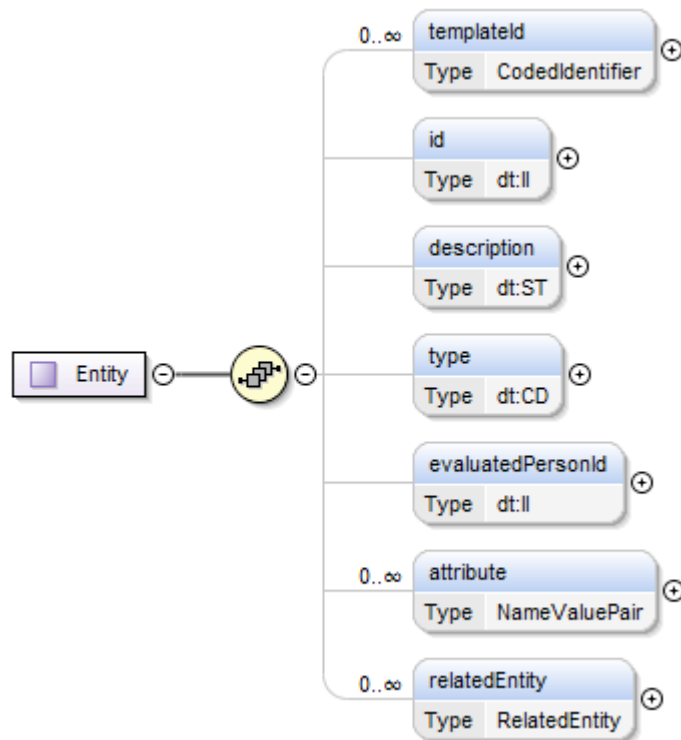 0..∞ templateId
Type CodedIdentifier
id
Type dt:II
description
Type dt:ST
Entity
type
Type dt:CD
evaluatedPersonId
Type dt:II
0..∞ attribute
Type NameValuePair
0..∞ relatedEntity
Type RelatedEntity